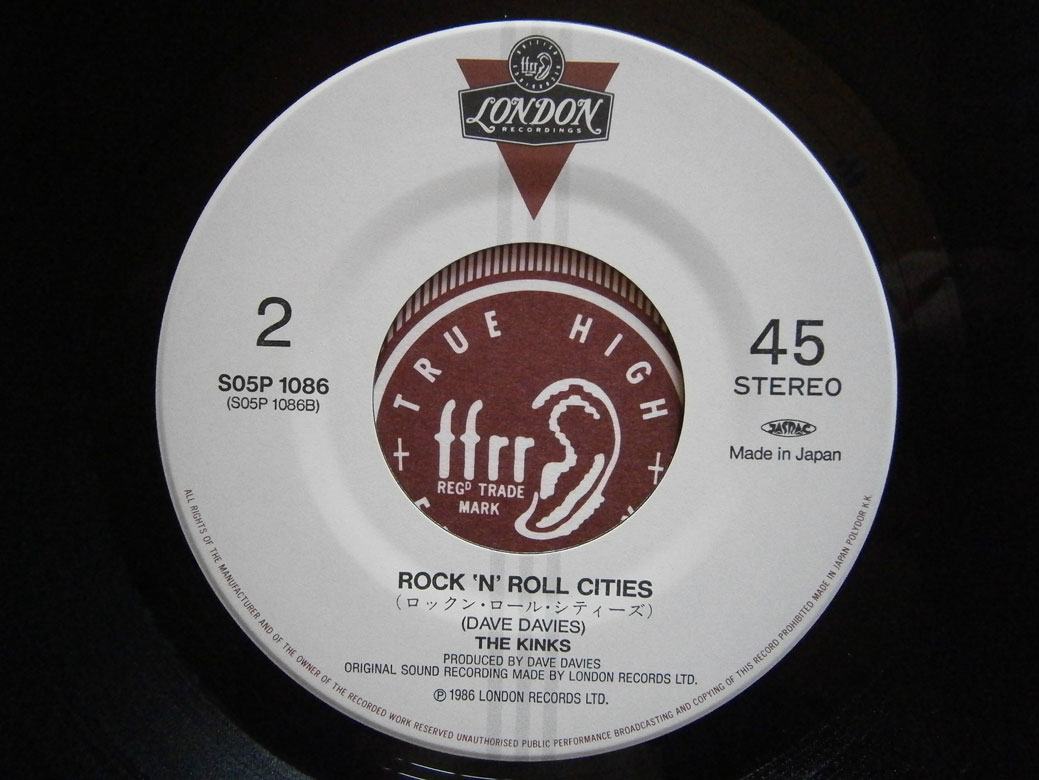 BRITISH
ffrr
LONDON
RECORDINGS
2
S05P 1086
(S05P 1086B)
45
STEREO
JASRAC
Made in Japan
TRUE HIGH
ffrr
REGD TRADE
MARK
ROCK 'N' ROLL CITIES
(ロックン・ロール・シティーズ)
(DAVE DAVIES)
THE KINKS
PRODUCED BY DAVE DAVIES
ORIGINAL SOUND RECORDING MADE BY LONDON RECORDS LTD.
Ⓟ 1986 LONDON RECORDS LTD.
ALL RIGHTS OF THE MANUFACTURER AND OF THE OWNER OF THE RECORDED WORK RESERVED UNAUTHORISED PUBLIC PERFORMANCE BROADCASTING AND COPYING OF THIS RECORD PROHIBITED MADE IN JAPAN POLYDOR K.K.